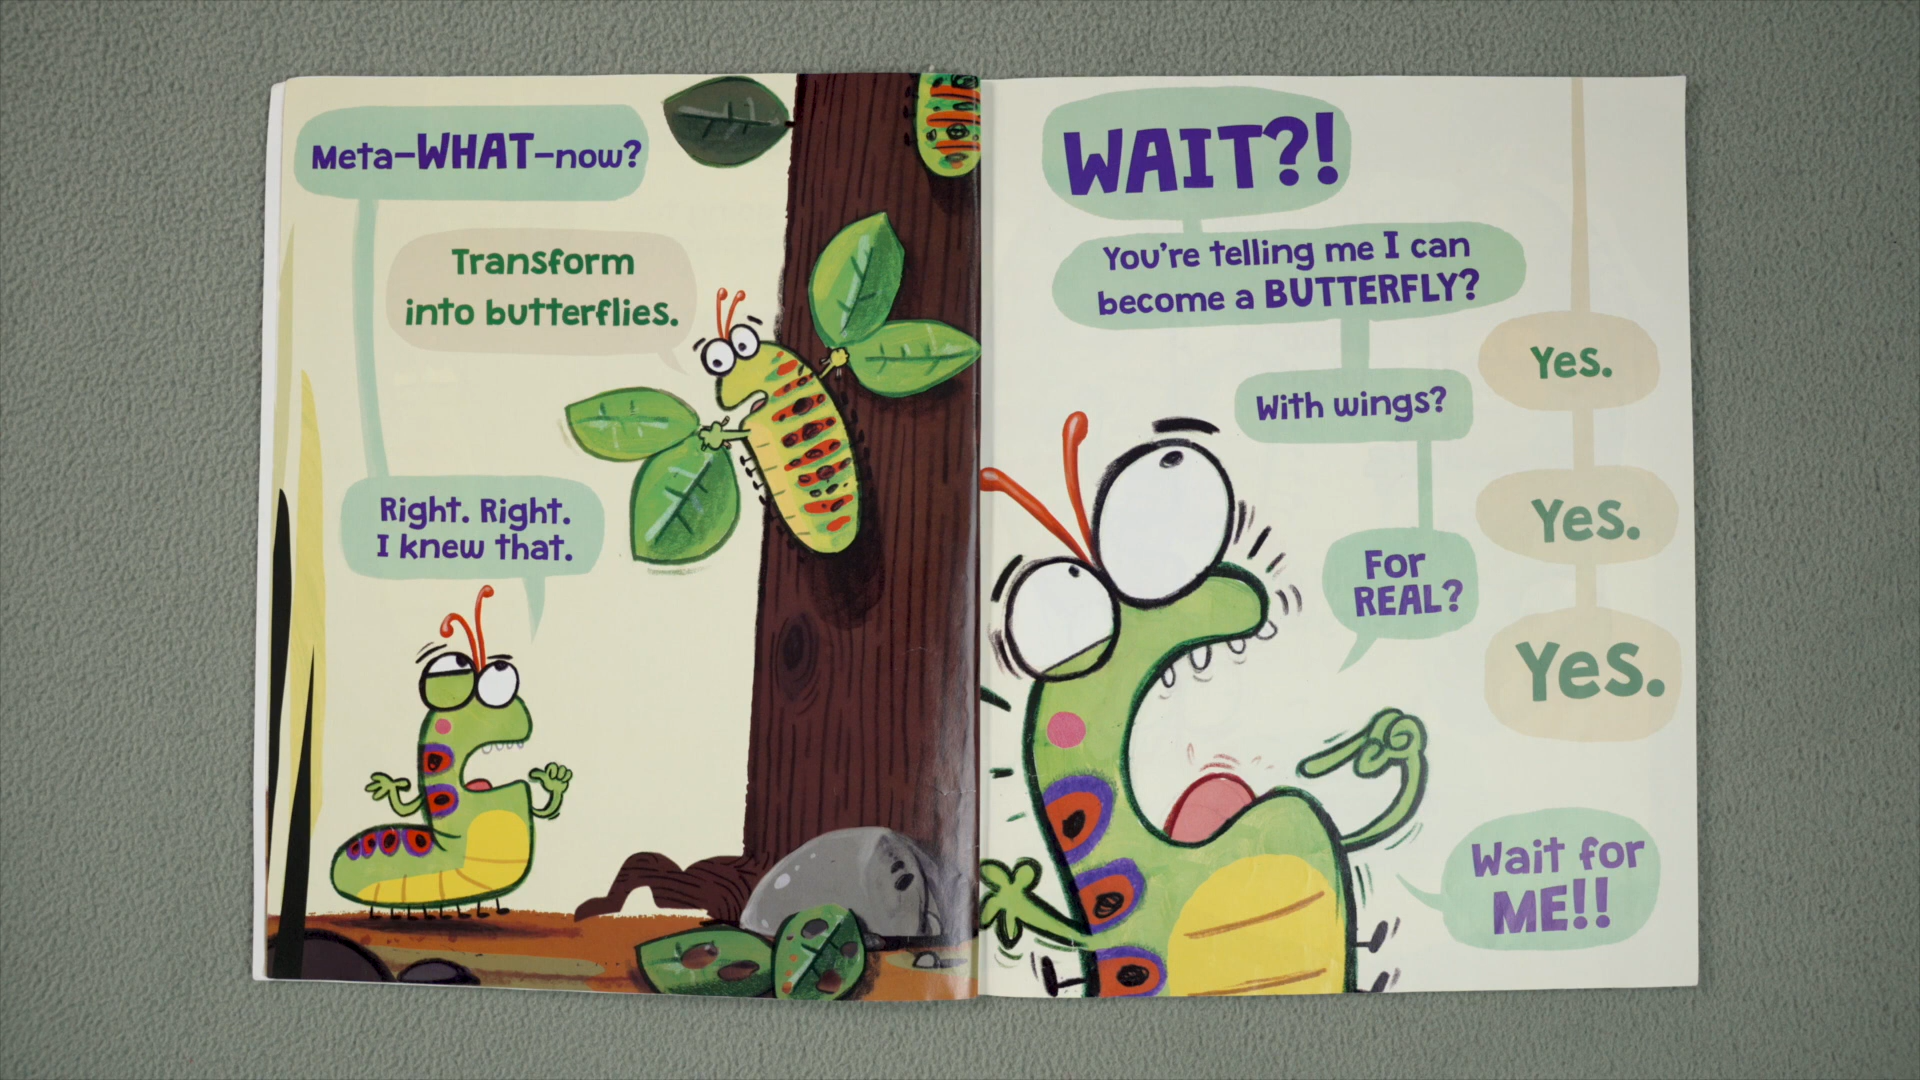 Meta-WHAT-now?
Transform
into butterflies.
Right. Right.
I knew that.
WAIT?!
You're telling me I can
become a BUTTERFLY?
Yes.
With wings?
Yes.
For
REAL?
Yes.
Wait for
ME!!